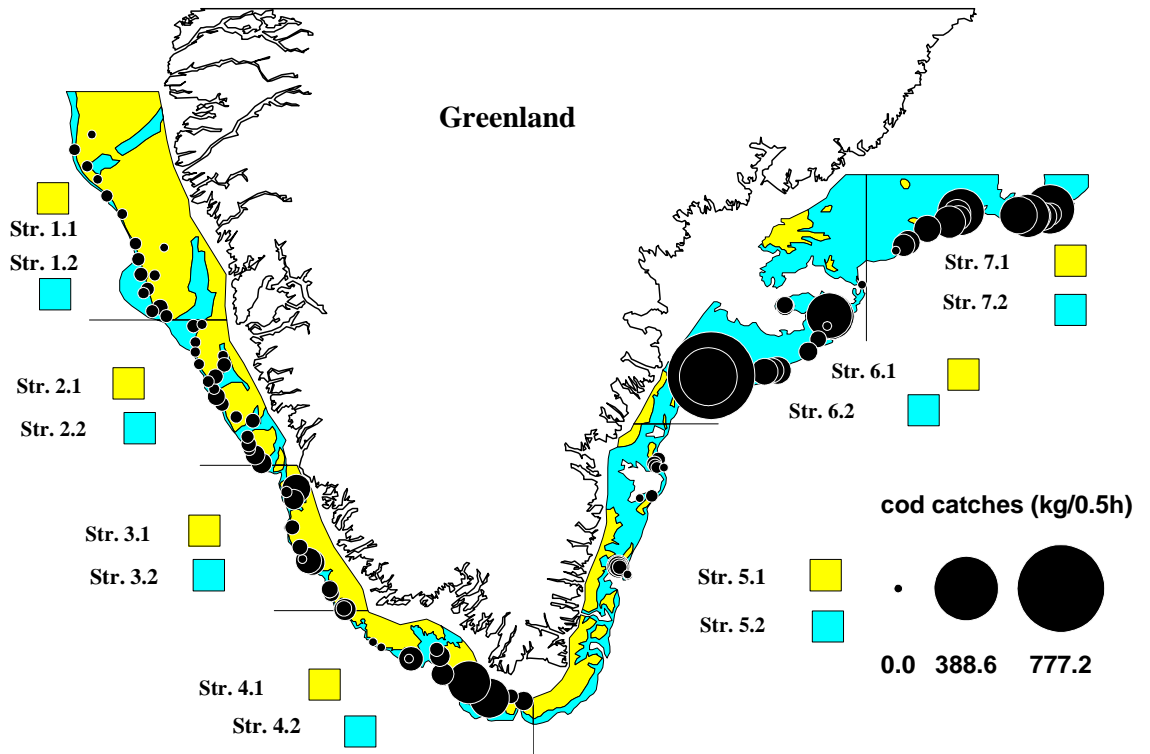 Greenland
Str. 1.1
Str. 1.2
Str. 7.1
Str. 7.2
Str. 2.1
Str. 2.2
Str. 6.1
Str. 6.2
cod catches (kg/0.5h)
Str. 3.1
Str. 3.2
Str. 5.1
Str. 5.2
0.0 388.6 777.2
Str. 4.1
Str. 4.2